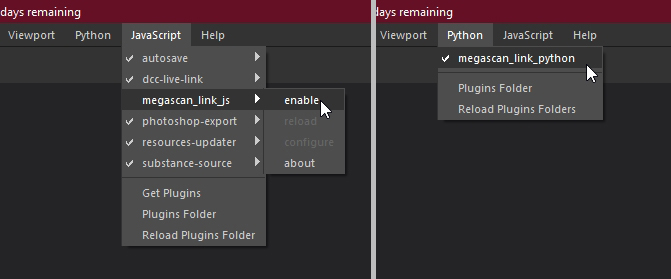 days remaining
Viewport Python JavaScript Help
autosave
dcc-live-link
megascan_link_js
photoshop-export
resources-updater
substance-source
Get Plugins
Plugins Folder
Reload Plugins Folder
enable
reload
configure
about
days remaining
Viewport Python JavaScript Help
megascan_link_python
Plugins Folder
Reload Plugins Folders